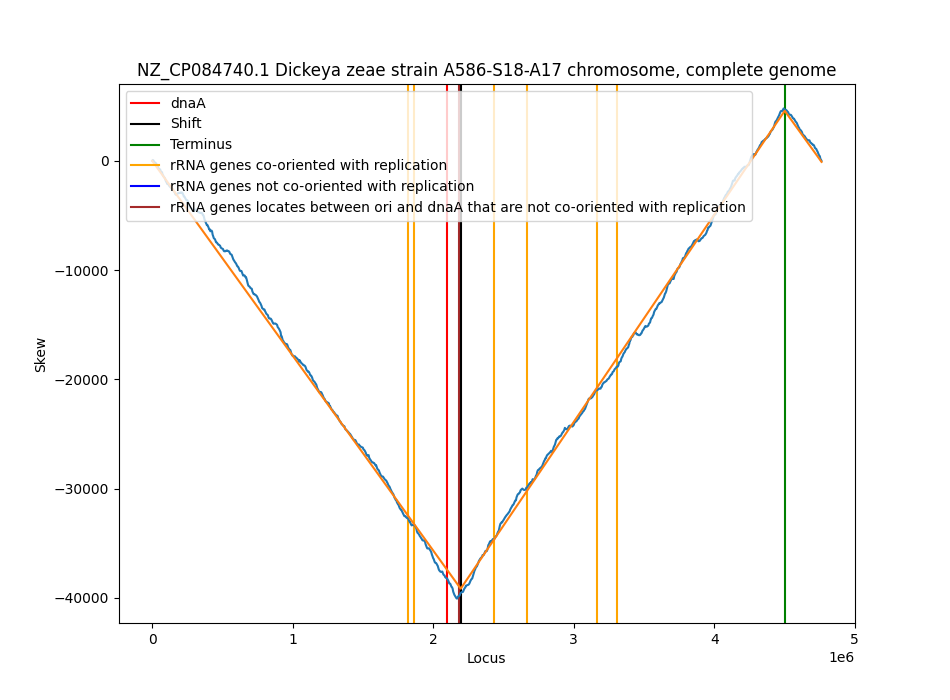 NZ_CP084740.1 Dickeya zeae strain A586-S18-A17 chromosome, complete genome
dnaA
Shift
Terminus
rRNA genes co-oriented with replication
rRNA genes not co-oriented with replication
rRNA genes locates between ori and dnaA that are not co-oriented with replication
0
−10000
−20000
−30000
−40000
Skew
0 1 2 3 4 5
1e6
Locus